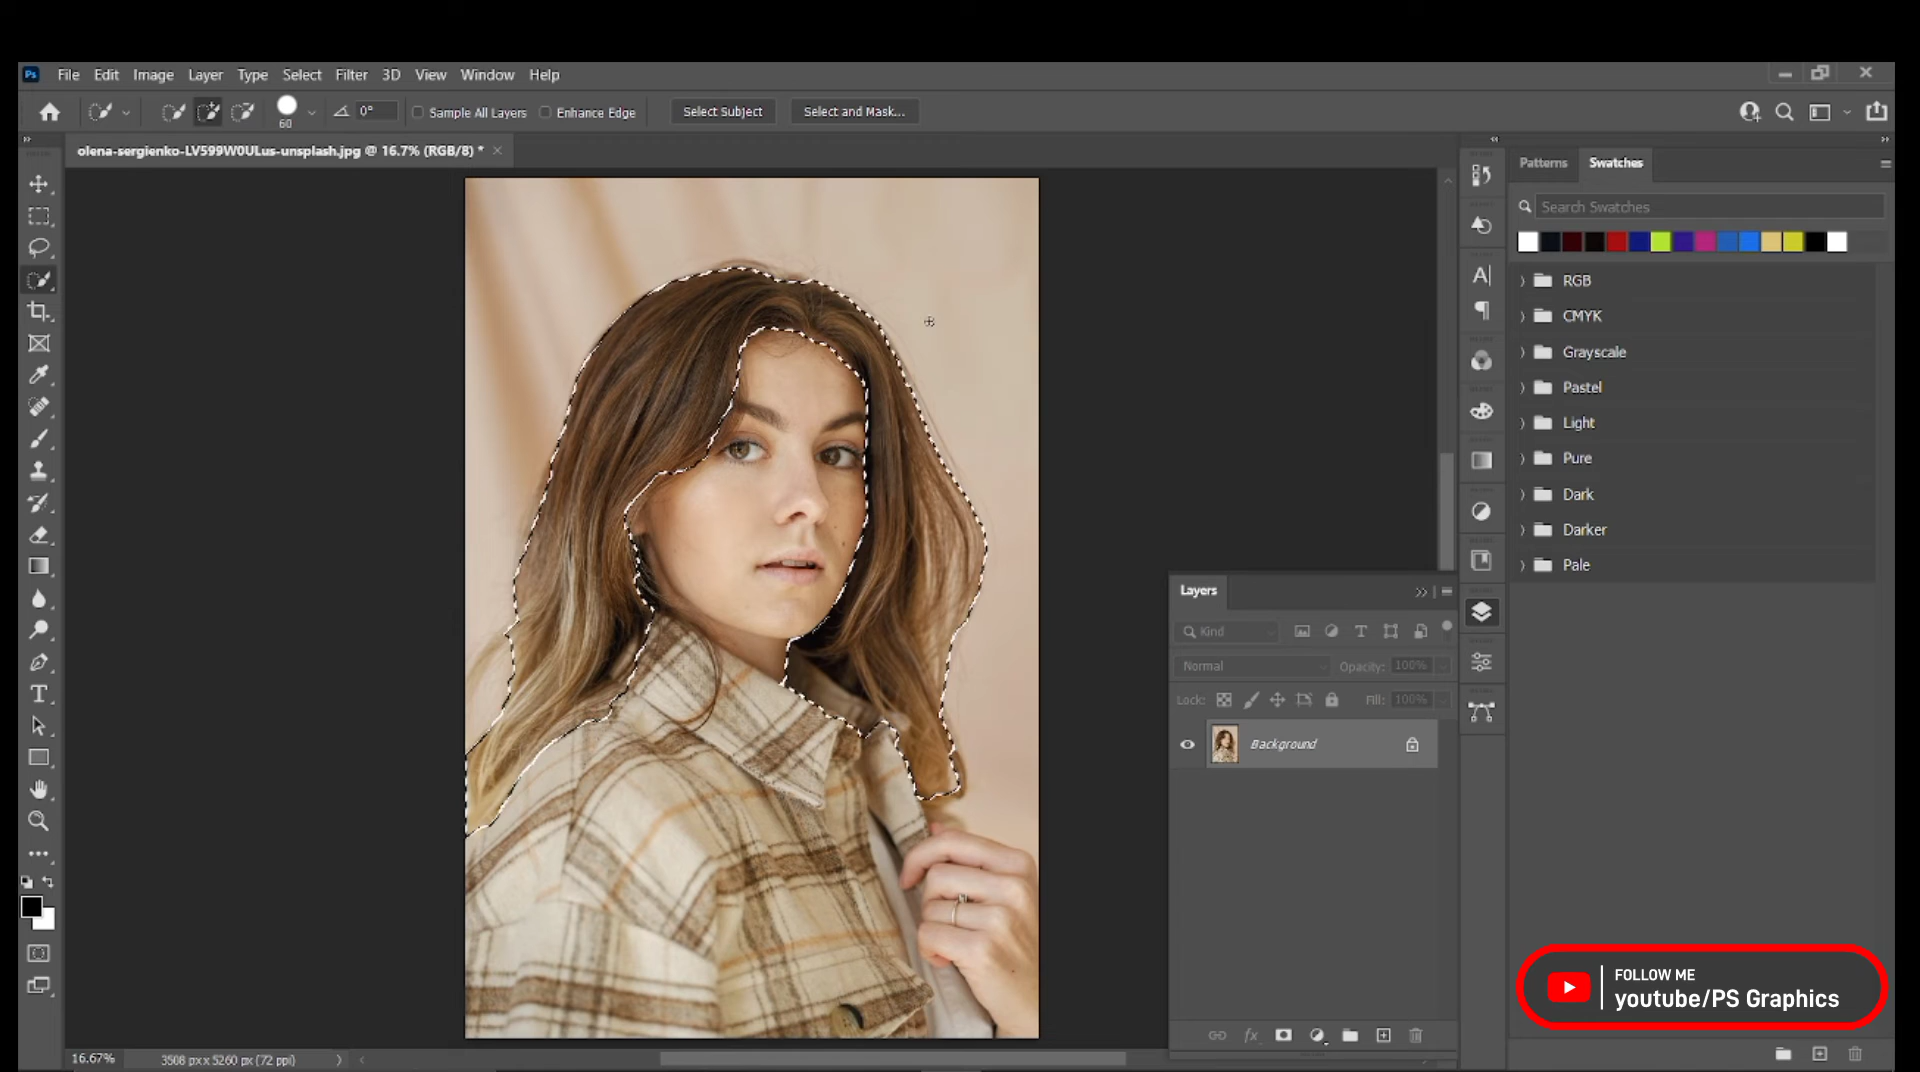 Ps File Edit Image Layer Type Select Filter 3D View Window Help
60 0° Sample All Layers Enhance Edge Select Subject Select and Mask...
olena-sergienko-LV599W0ULus-unsplash.jpg @ 16.7% (RGB/8) *
Patterns Swatches
Search Swatches
RGB
CMYK
Grayscale
Pastel
Light
Pure
Dark
Darker
Pale
Layers
Kind
Normal Opacity: 100%
Lock: Fill: 100%
Background
FOLLOW ME
youtube/PS Graphics
16.67% 3508 px x 5260 px (72 ppi)